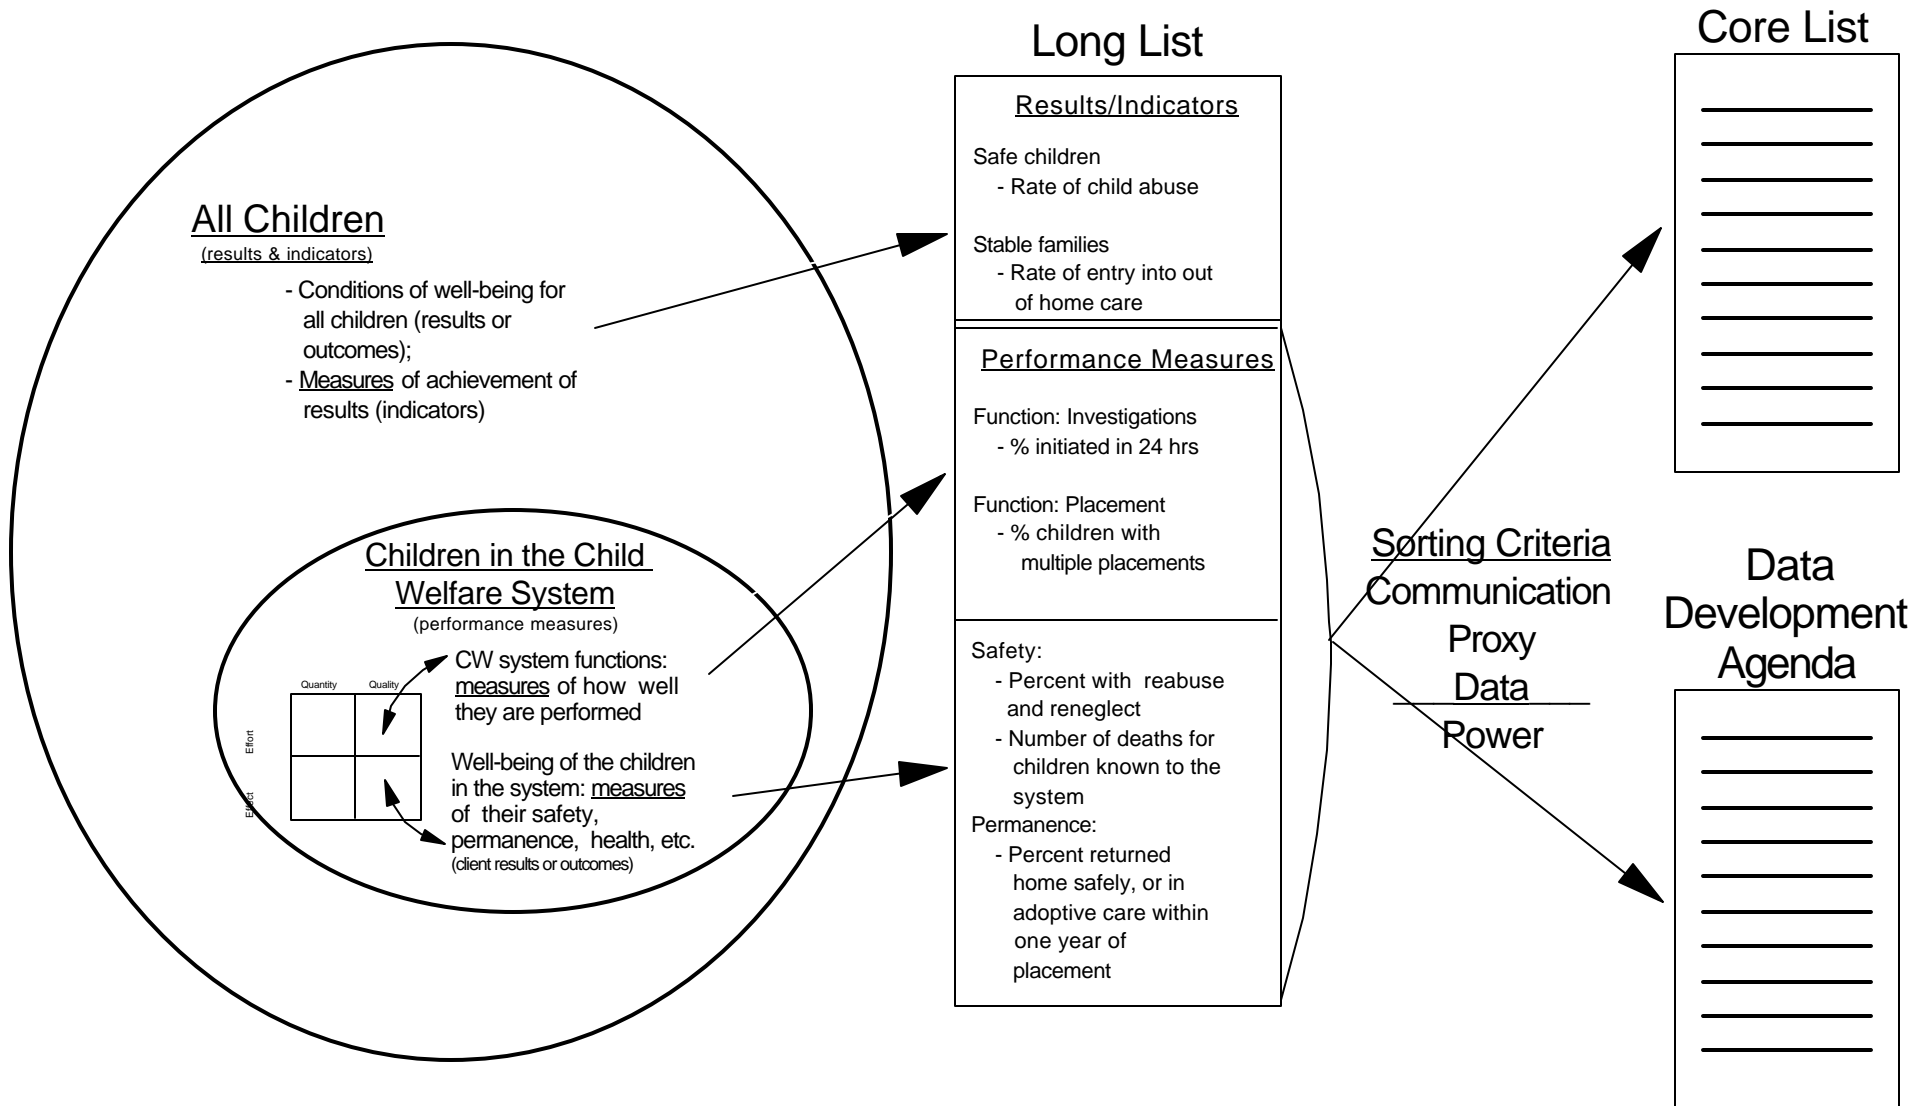 All Children
(results & indicators)
- Conditions of well-being for
all children (results or
outcomes);
- Measures of achievement of
results (indicators)
Children in the Child
Welfare System
(performance measures)
Quantity
Quality
Effort
Effect
CW system functions:
measures of how well
they are performed
Well-being of the children
in the system: measures
of their safety,
permanence, health, etc.
(client results or outcomes)
Long List
Results/Indicators
Safe children
- Rate of child abuse
Stable families
- Rate of entry into out
of home care
Performance Measures
Function: Investigations
- % initiated in 24 hrs
Function: Placement
- % children with
multiple placements
Safety:
- Percent with reabuse
and reneglect
- Number of deaths for
children known to the
system
Permanence:
- Percent returned
home safely, or in
adoptive care within
one year of
placement
Sorting Criteria
Communication
Proxy
Data
Power
Core List
Data
Development
Agenda